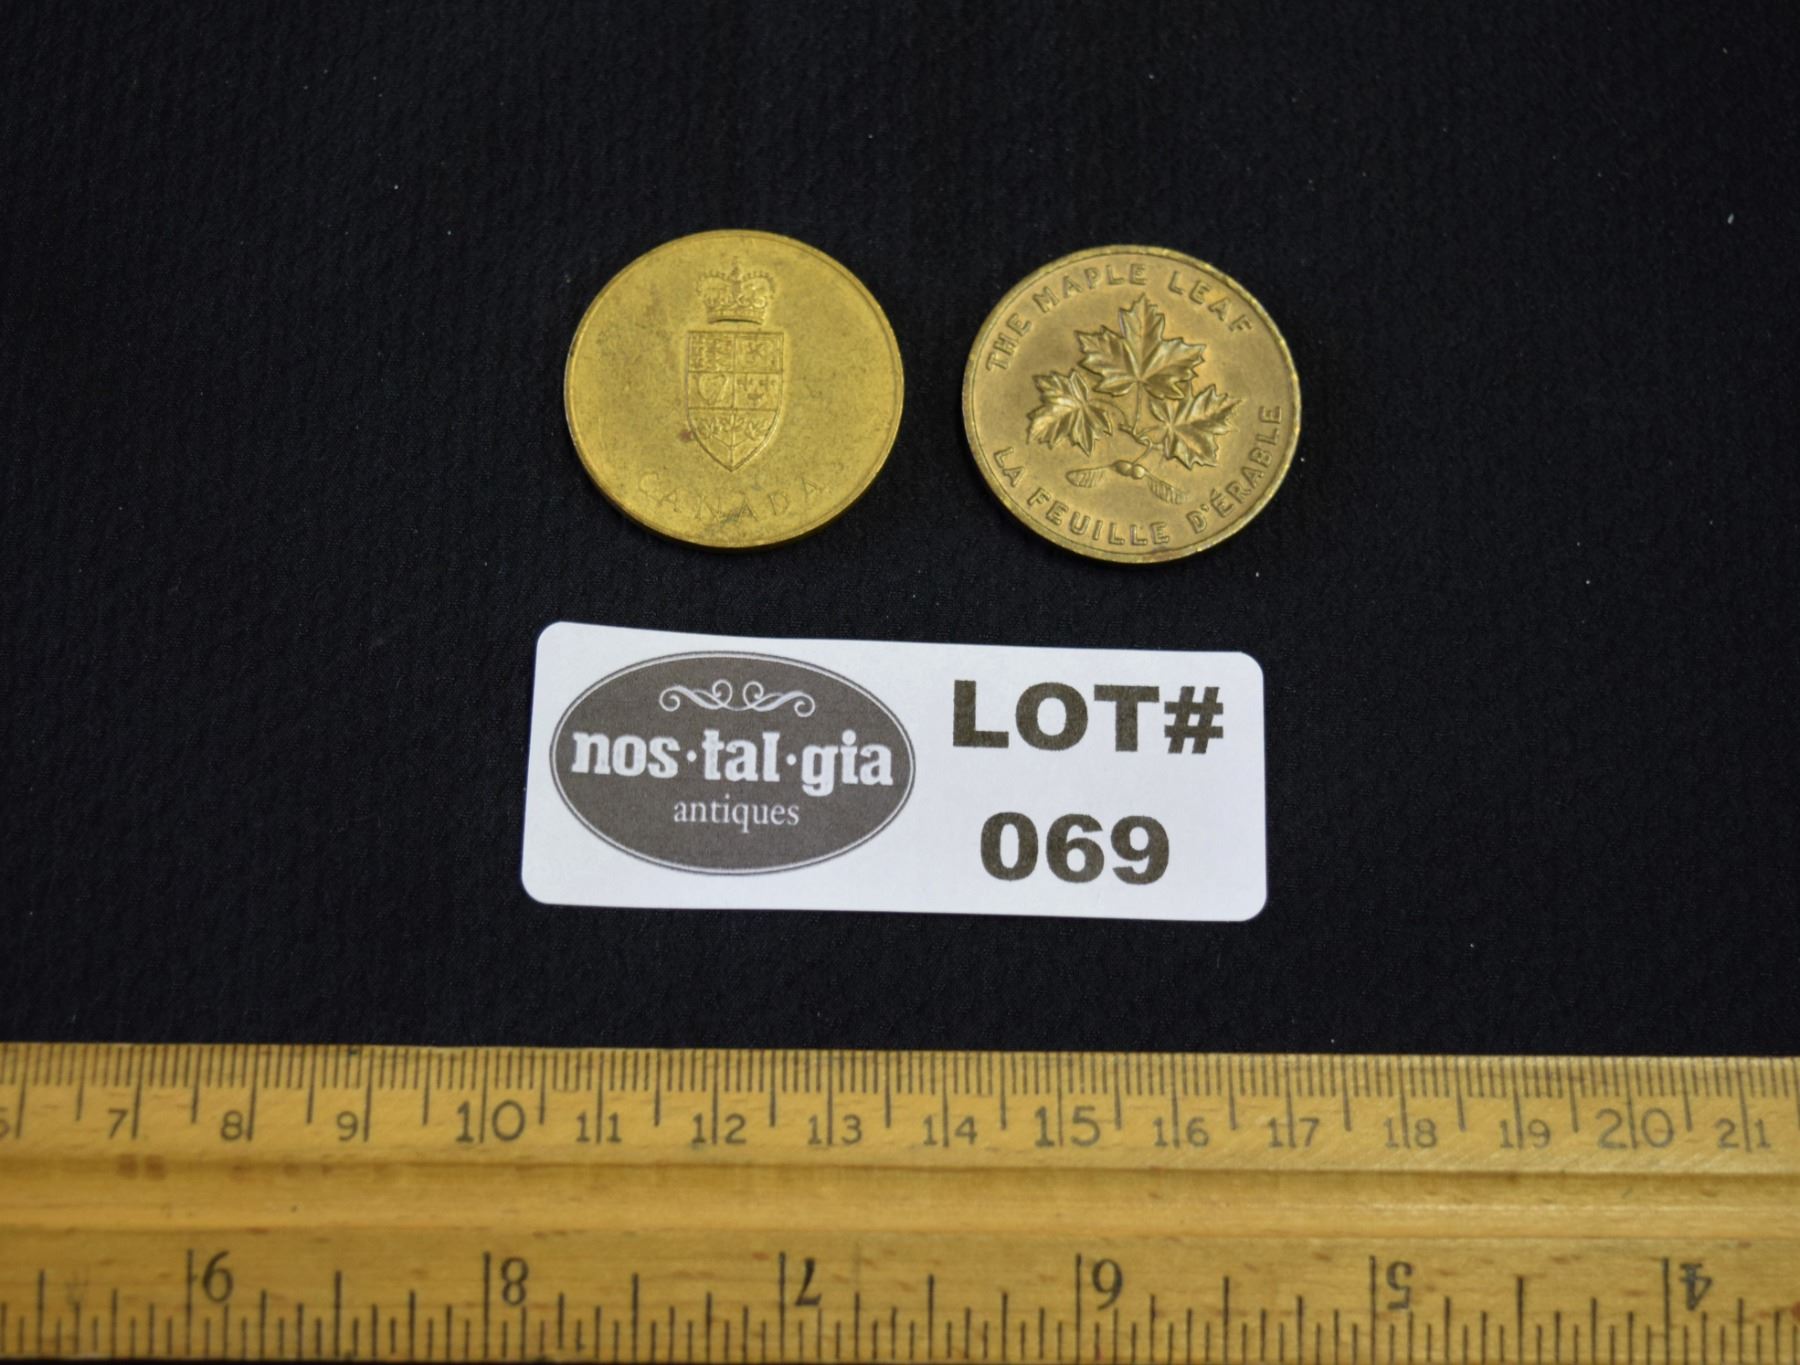 CANADA
THE MAPLE LEAF
LA FEUILLE D'ÉRABLE
nos·tal·gia
antiques
LOT#
069
6 7 8 9 10 11 12 13 14 15 16 17 18 19 20 21
9 8 7 6 5 4